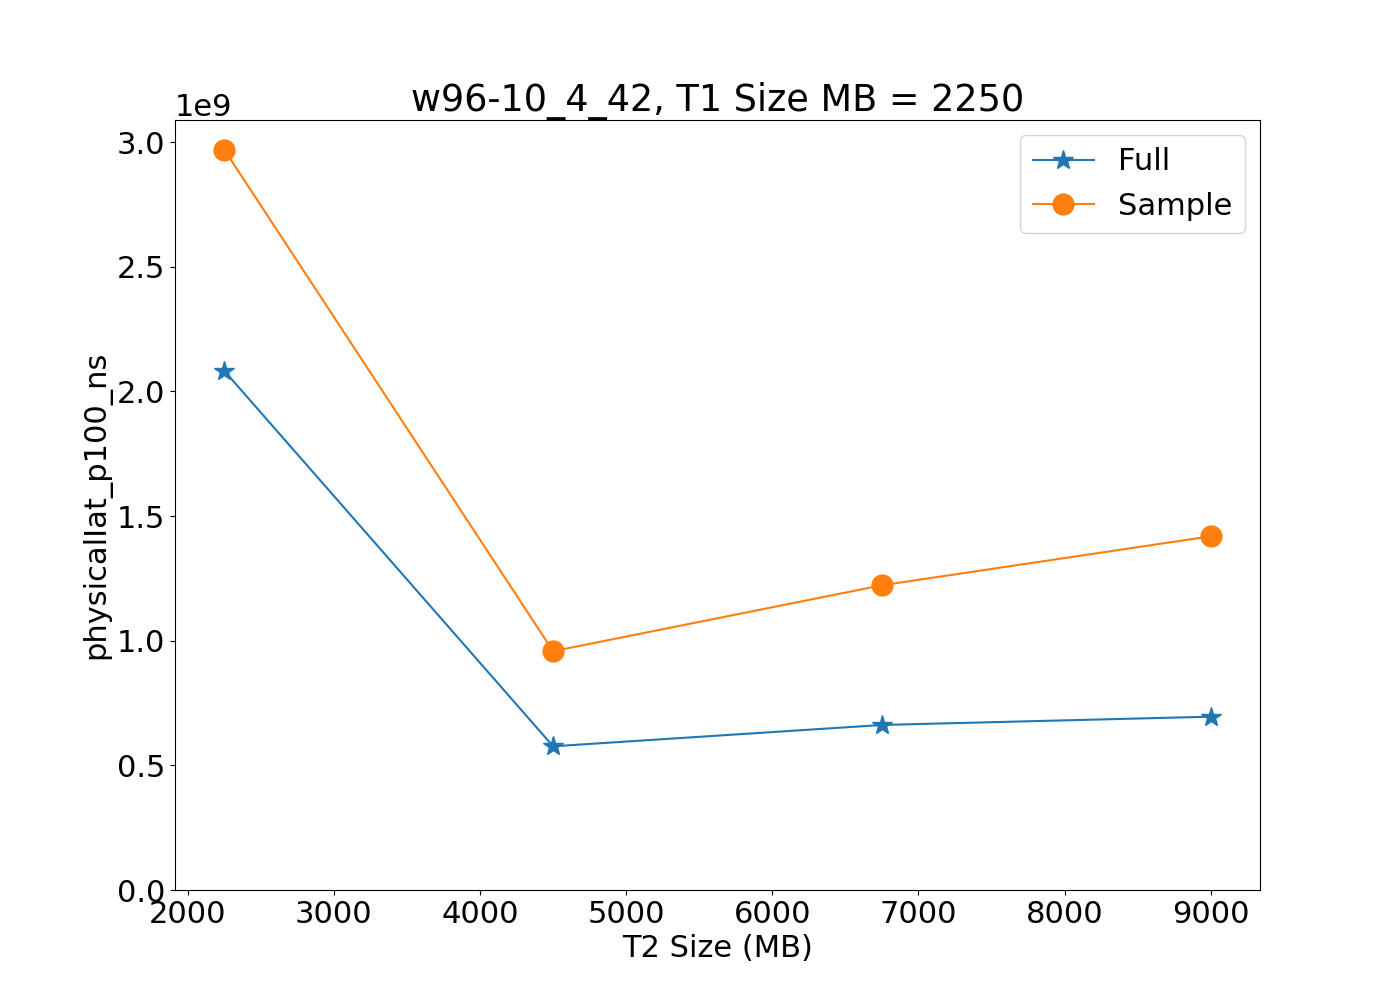 w96-10_4_42, T1 Size MB = 2250
1e9
Full
Sample
3.0
2.5
2.0
1.5
1.0
0.5
0.0
physicallat_p100_ns
2000 3000 4000 5000 6000 7000 8000 9000
T2 Size (MB)